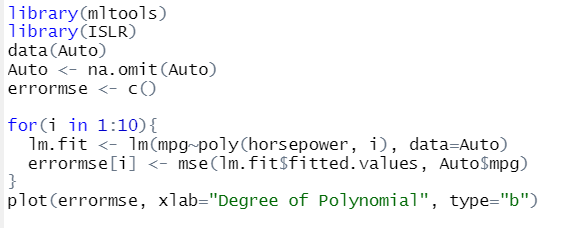 library(mltools)
library(ISLR)
data(Auto)
Auto <- na.omit(Auto)
errormse <- c()
for(i in 1:10){
  lm.fit <- lm(mpg~poly(horsepower, i), data=Auto)
  errormse[i] <- mse(lm.fit$fitted.values, Auto$mpg)
}
plot(errormse, xlab="Degree of Polynomial", type="b")